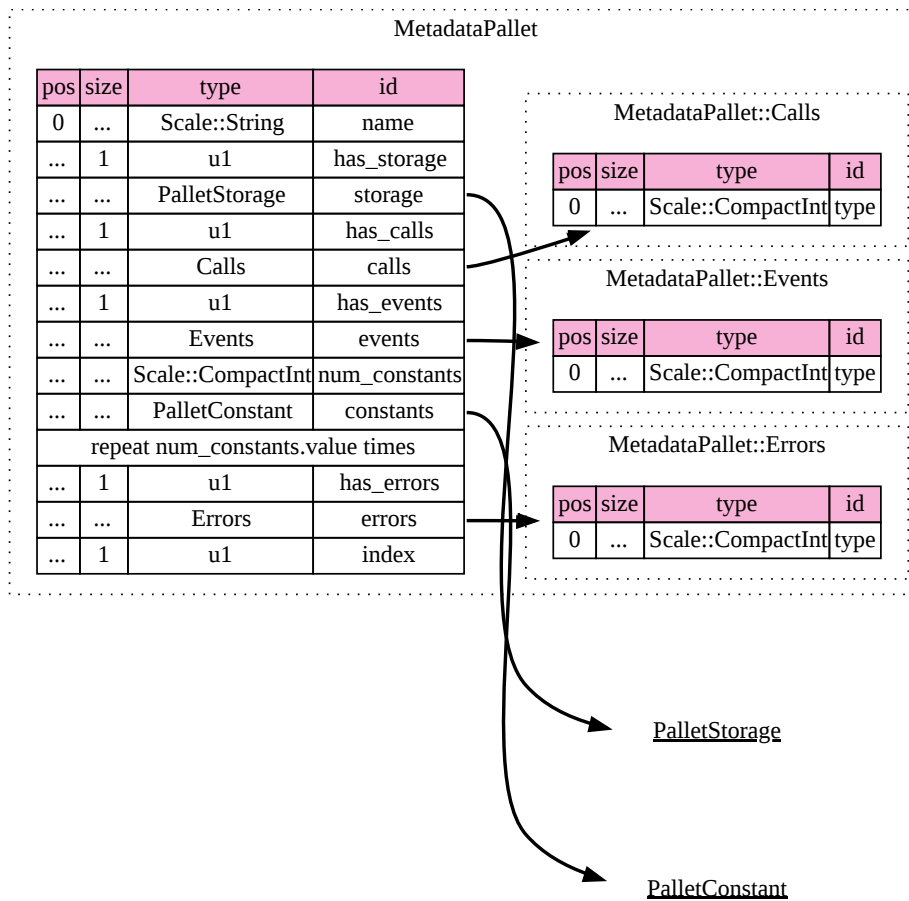 MetadataPallet
pos size type id
0 ... Scale::String name
... 1 u1 has_storage
... ... PalletStorage storage
... 1 u1 has_calls
... ... Calls calls
... 1 u1 has_events
... ... Events events
... ... Scale::CompactInt num_constants
... ... PalletConstant constants
repeat num_constants.value times
... 1 u1 has_errors
... ... Errors errors
... 1 u1 index
MetadataPallet::Calls
pos size type id
0 ... Scale::CompactInt type
MetadataPallet::Events
pos size type id
0 ... Scale::CompactInt type
MetadataPallet::Errors
pos size type id
0 ... Scale::CompactInt type
PalletStorage
PalletConstant